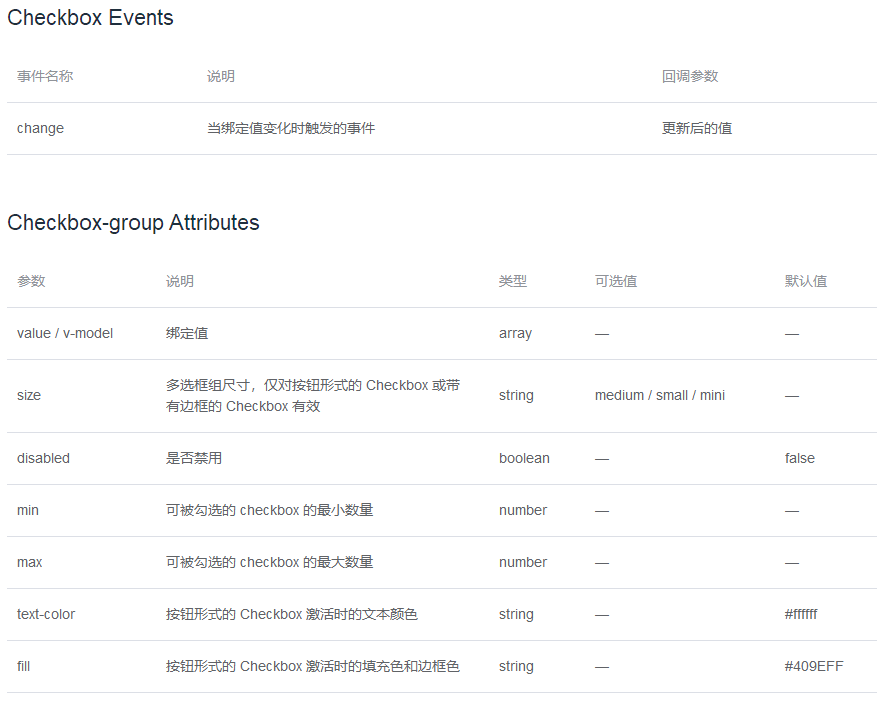 Checkbox Events
事件名称 说明 回调参数
change 当绑定值变化时触发的事件 更新后的值
Checkbox-group Attributes
参数 说明 类型 可选值 默认值
value / v-model 绑定值 array — —
size 多选框组尺寸，仅对按钮形式的 Checkbox 或带有边框的 Checkbox 有效 string medium / small / mini —
disabled 是否禁用 boolean — false
min 可被勾选的 checkbox 的最小数量 number — —
max 可被勾选的 checkbox 的最大数量 number — —
text-color 按钮形式的 Checkbox 激活时的文本颜色 string — #ffffff
fill 按钮形式的 Checkbox 激活时的填充色和边框色 string — #409EFF